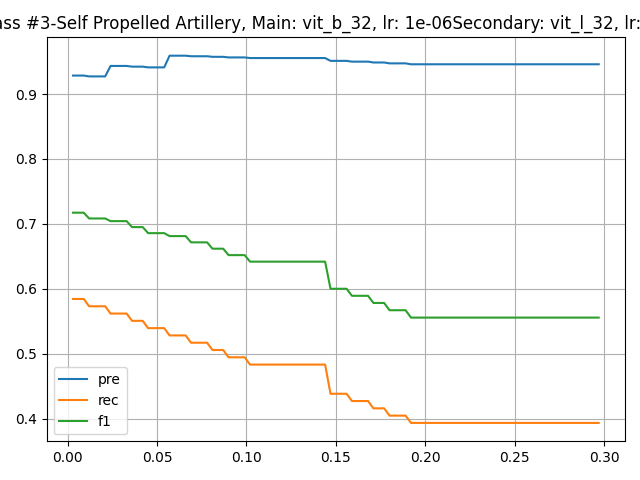 ass #3-Self Propelled Artillery, Main: vit_b_32, lr: 1e-06Secondary: vit_l_32, lr:
0.9
0.8
0.7
0.6
0.5
0.4
pre
rec
f1
0.00 0.05 0.10 0.15 0.20 0.25 0.30